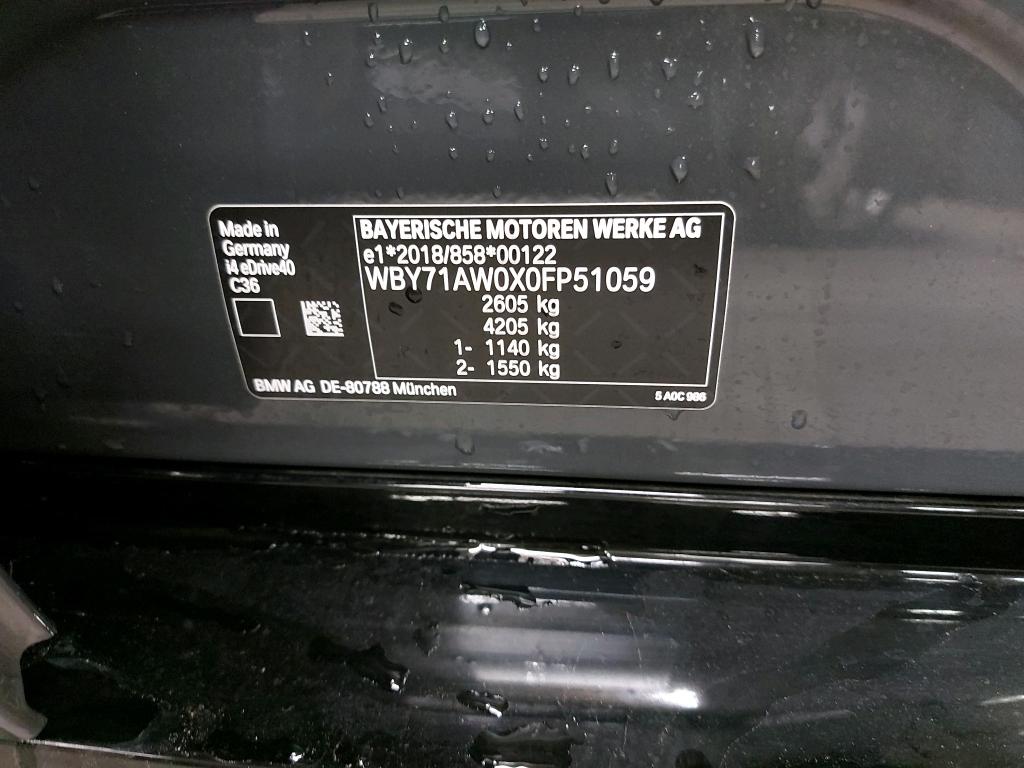 Made in
Germany
i4 eDrive40
C36
BAYERISCHE MOTOREN WERKE AG
e1*2018/858*00122
WBY71AW0X0FP51059
2605 kg
4205 kg
1- 1140 kg
2- 1550 kg
BMW AG DE-80788 München
5 A0C 986